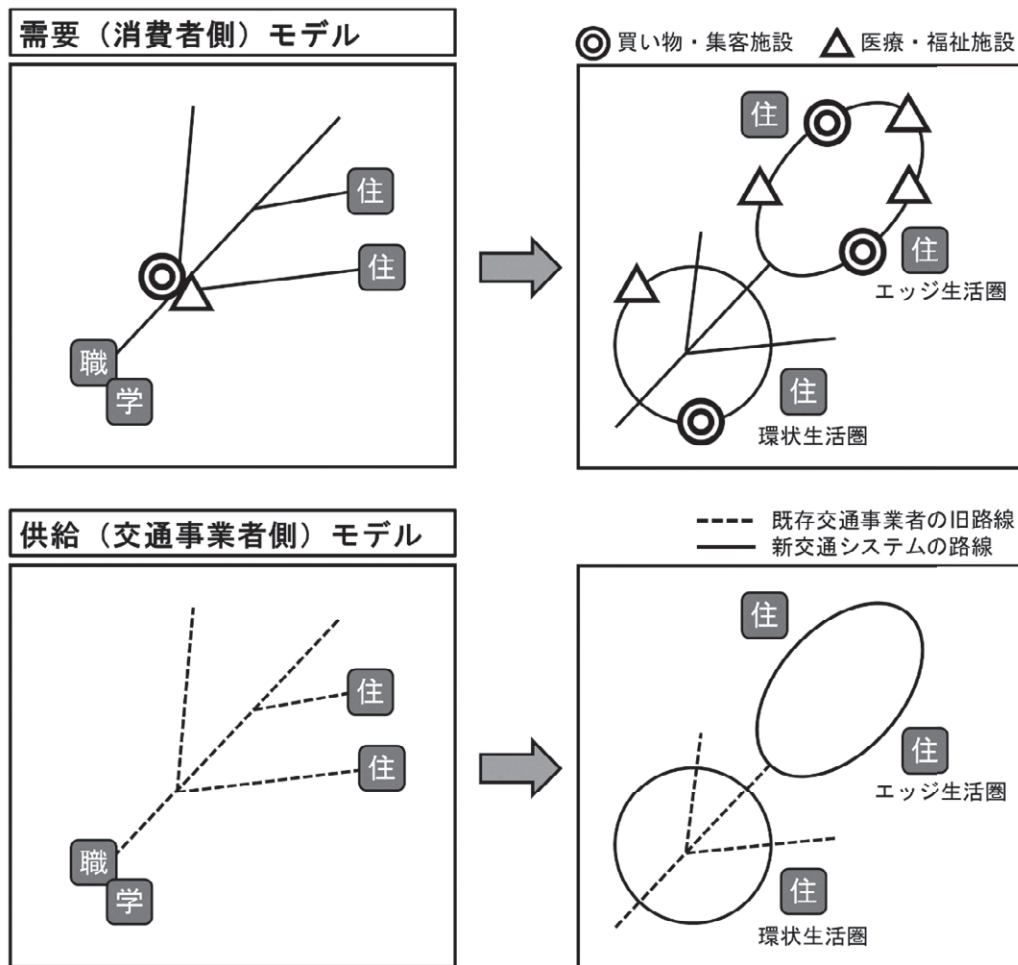 需要（消費者側）モデル
買い物・集客施設 医療・福祉施設
住
住
職
学
住
住
エッジ生活圏
住
環状生活圏
供給（交通事業者側）モデル
既存交通事業者の旧路線
新交通システムの路線
住
住
職
学
住
住
エッジ生活圏
住
環状生活圏